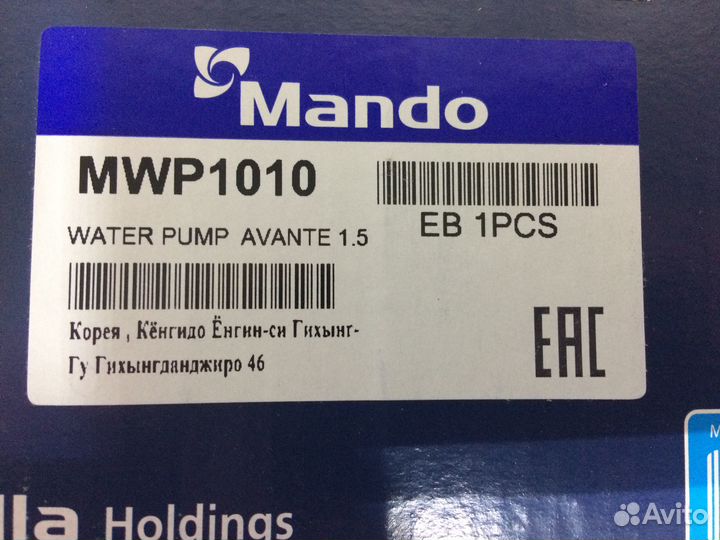 Mando
MWP1010
EB 1PCS
WATER PUMP AVANTE 1.5
Корея , Кёнгидо Ёнгин-си Гихынг-
Гу Гихынгданджиро 46
EAC
lla Holdings
M
Avito